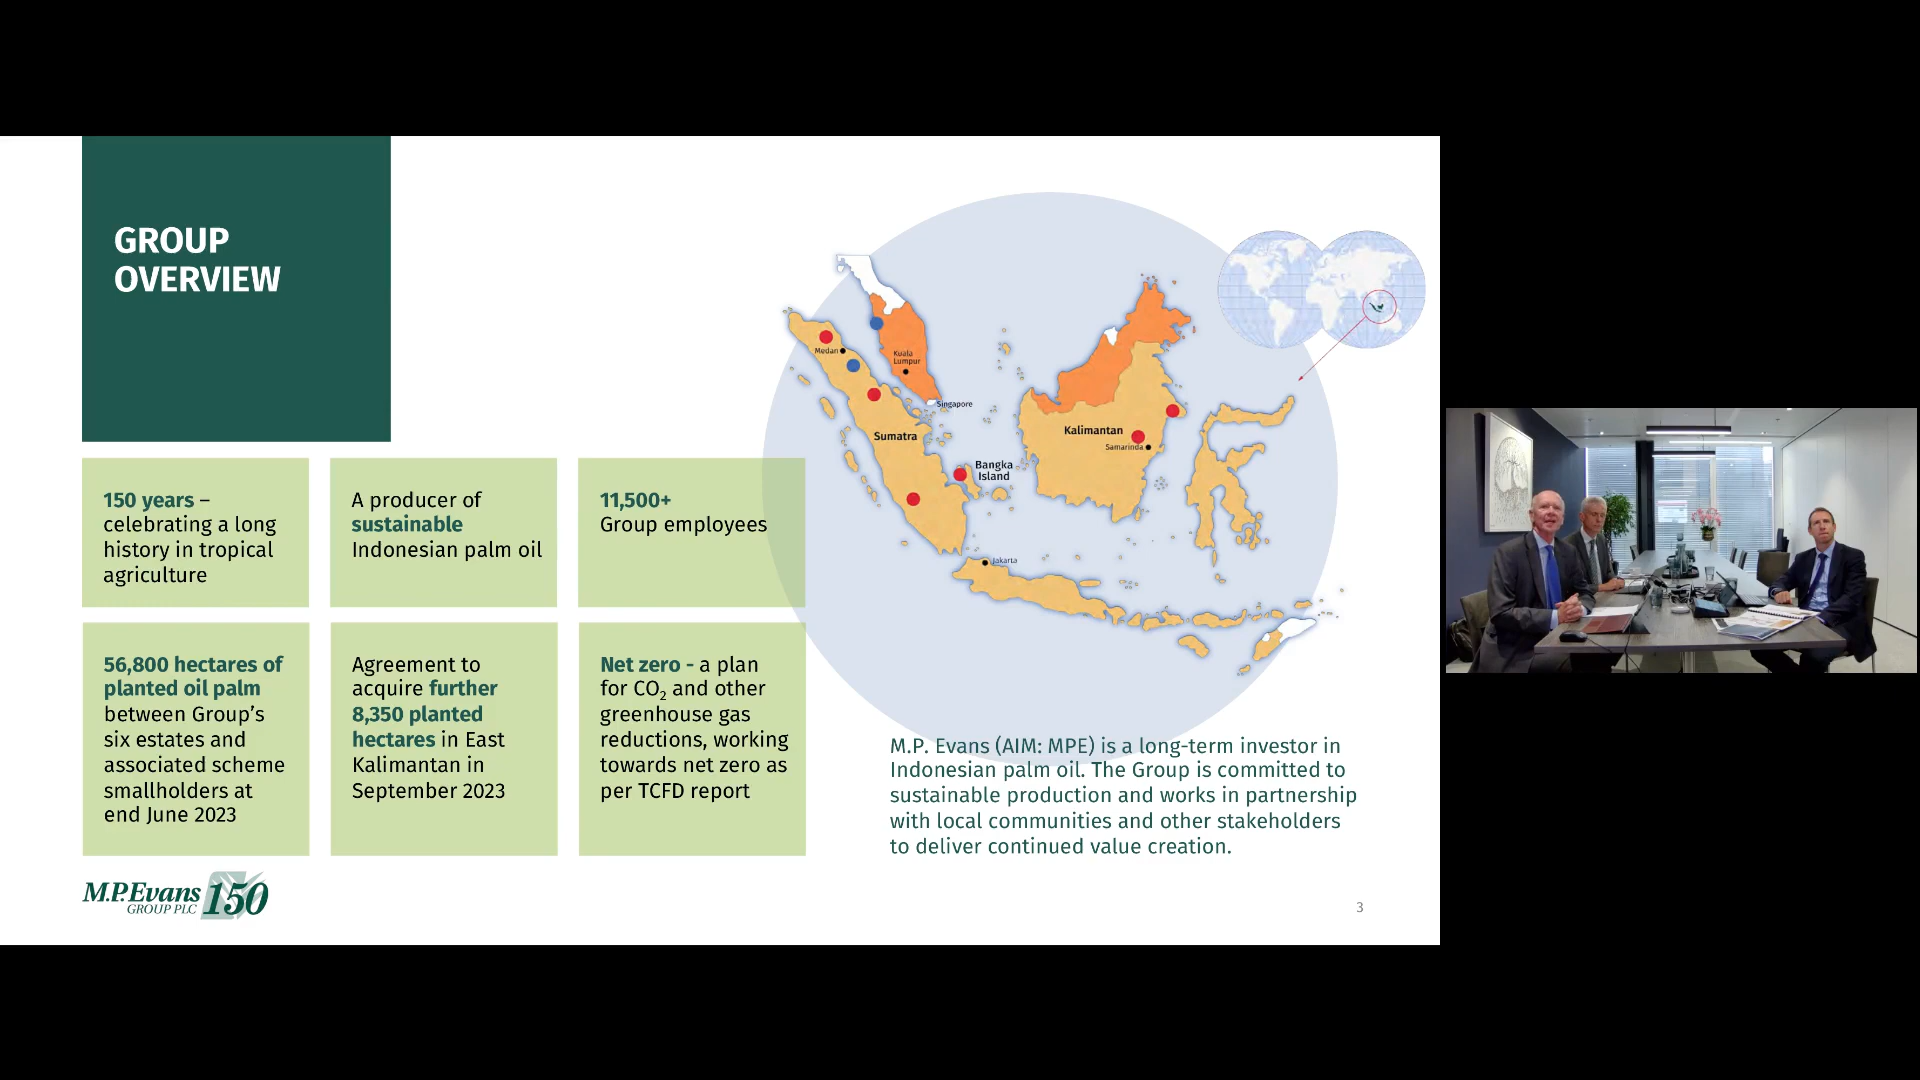 GROUP
OVERVIEW
150 years –
celebrating a long
history in tropical
agriculture
A producer of
sustainable
Indonesian palm oil
11,500+
Group employees
56,800 hectares of
planted oil palm
between Group's
six estates and
associated scheme
smallholders at
end June 2023
Agreement to
acquire further
8,350 planted
hectares in East
Kalimantan in
September 2023
Net zero - a plan
for CO2 and other
greenhouse gas
reductions, working
towards net zero as
per TCFD report
Medan
Kuala
Lumpur
Singapore
Sumatra
Kalimantan
Samarinda
Bangka
Island
Jakarta
M.P. Evans (AIM: MPE) is a long-term investor in
Indonesian palm oil. The Group is committed to
sustainable production and works in partnership
with local communities and other stakeholders
to deliver continued value creation.
M.P. Evans 150
GROUP PLC
3